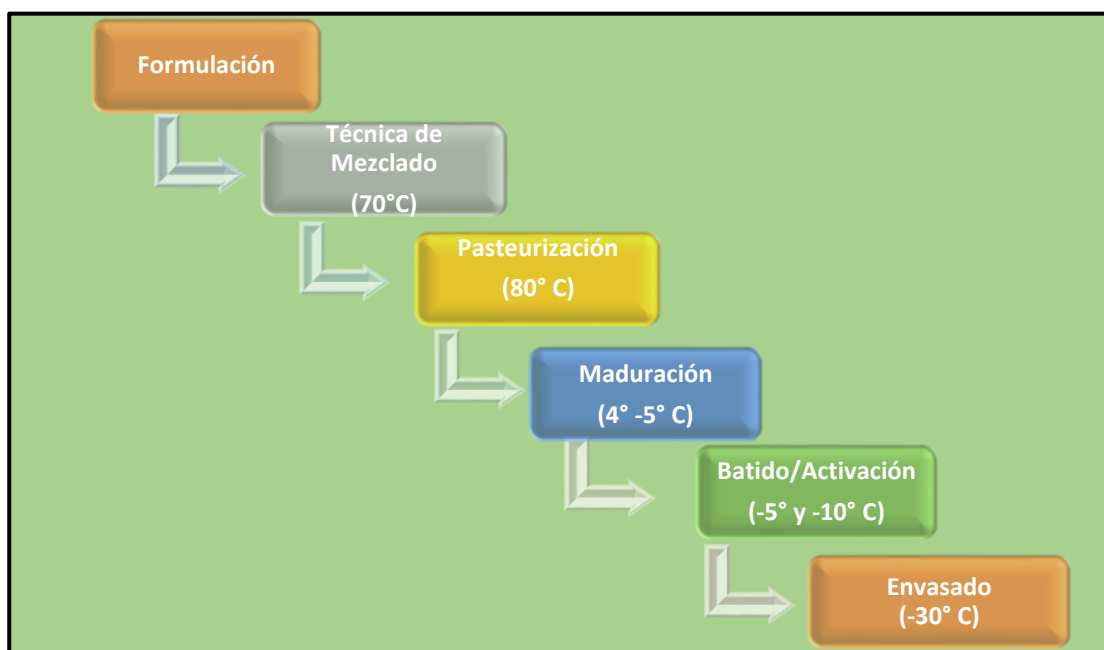 Formulación
Técnica de
Mezclado
(70°C)
Pasteurización
(80° C)
Maduración
(4° -5° C)
Batido/Activación
(-5° y -10° C)
Envasado
(-30° C)